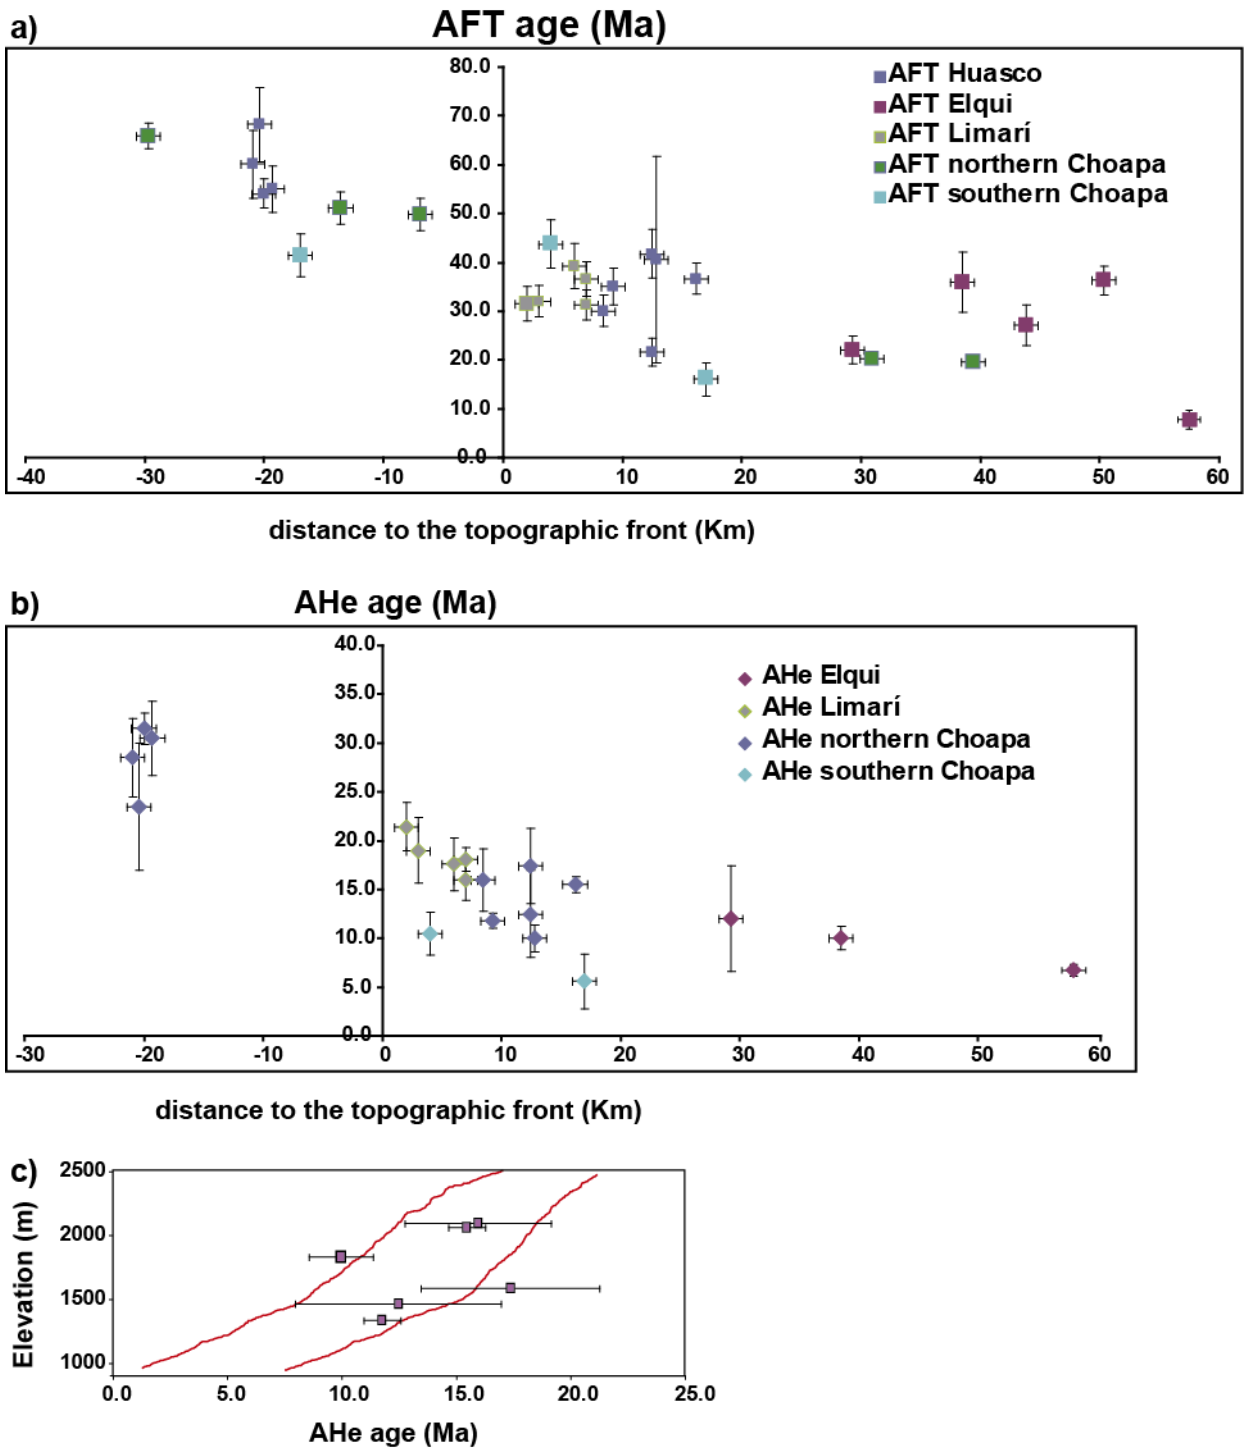 a)
AFT age (Ma)
80.0
70.0
60.0
50.0
40.0
30.0
20.0
10.0
0.0
AFT Huasco
AFT Elqui
AFT Limarí
AFT northern Choapa
AFT southern Choapa
-40 -30 -20 -10 0 10 20 30 40 50 60
distance to the topographic front (Km)
b)
AHe age (Ma)
40.0
35.0
30.0
25.0
20.0
15.0
10.0
5.0
0.0
AHe Elqui
AHe Limarí
AHe northern Choapa
AHe southern Choapa
-30 -20 -10 0 10 20 30 40 50 60
distance to the topographic front (Km)
c)
Elevation (m)
2500
2000
1500
1000
0.0 5.0 10.0 15.0 20.0 25.0
AHe age (Ma)